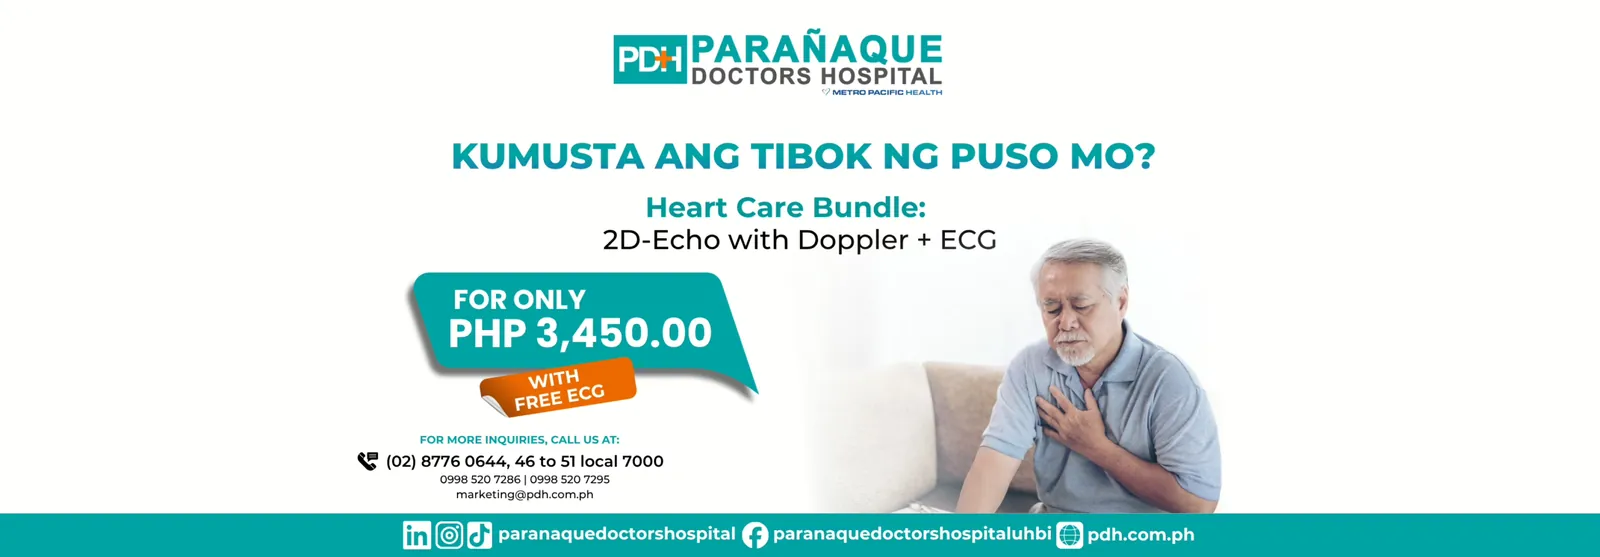 PDH PARAÑAQUE
DOCTORS HOSPITAL
METRO PACIFIC HEALTH
KUMUSTA ANG TIBOK NG PUSO MO?
Heart Care Bundle:
2D-Echo with Doppler + ECG
FOR ONLY
PHP 3,450.00
WITH
FREE ECG
FOR MORE INQUIRIES, CALL US AT:
(02) 8776 0644, 46 to 51 local 7000
0998 520 7286 | 0998 520 7295
marketing@pdh.com.ph
in paranaquedoctorshospital paranaquedoctorshospitaluhbi pdh.com.ph